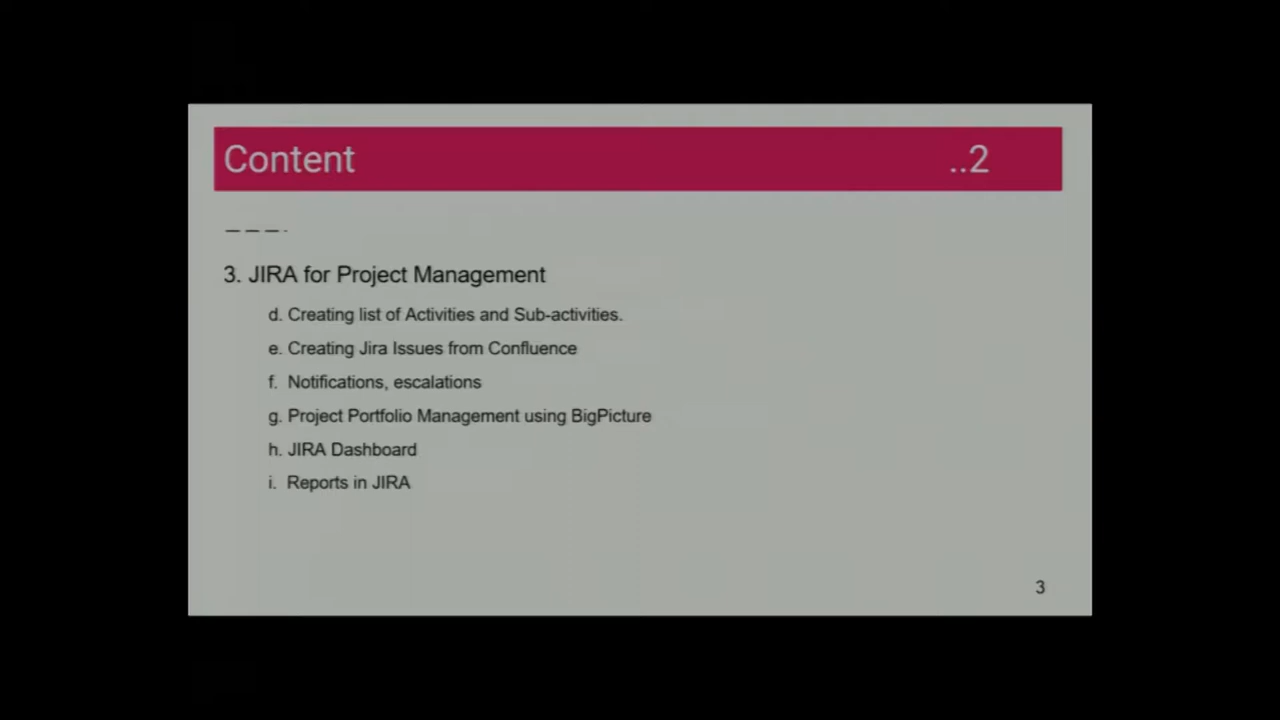 Content ..2
3. JIRA for Project Management
d. Creating list of Activities and Sub-activities.
e. Creating Jira Issues from Confluence
f. Notifications, escalations
g. Project Portfolio Management using BigPicture
h. JIRA Dashboard
i. Reports in JIRA
3